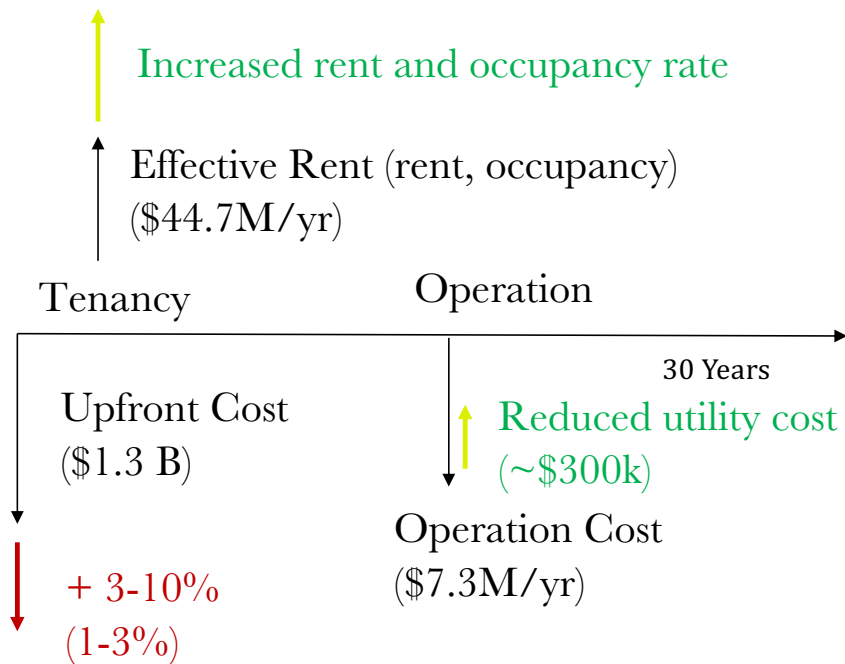 Increased rent and occupancy rate
Effective Rent (rent, occupancy)
($44.7M/yr)
Tenancy
Operation
30 Years
Upfront Cost
($1.3 B)
Reduced utility cost
(~$300k)
Operation Cost
($7.3M/yr)
+ 3-10%
(1-3%)